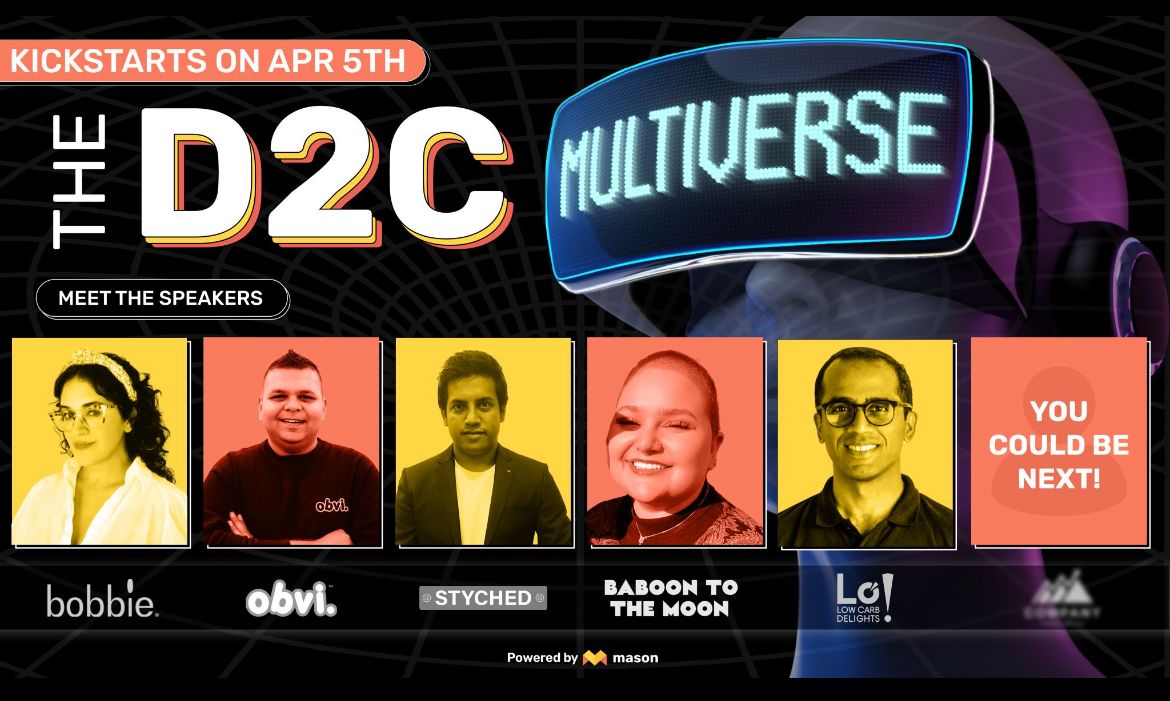 KICKSTARTS ON APR 5TH
THE
D2C
MULTIVERSE
MEET THE SPEAKERS
obvi.
YOU
COULD BE
NEXT!
bobbie.
obvi.
STYCHED
BABOON TO
THE MOON
Lo!
LOW CARB
DELIGHTS
COMPANY
Powered by mason